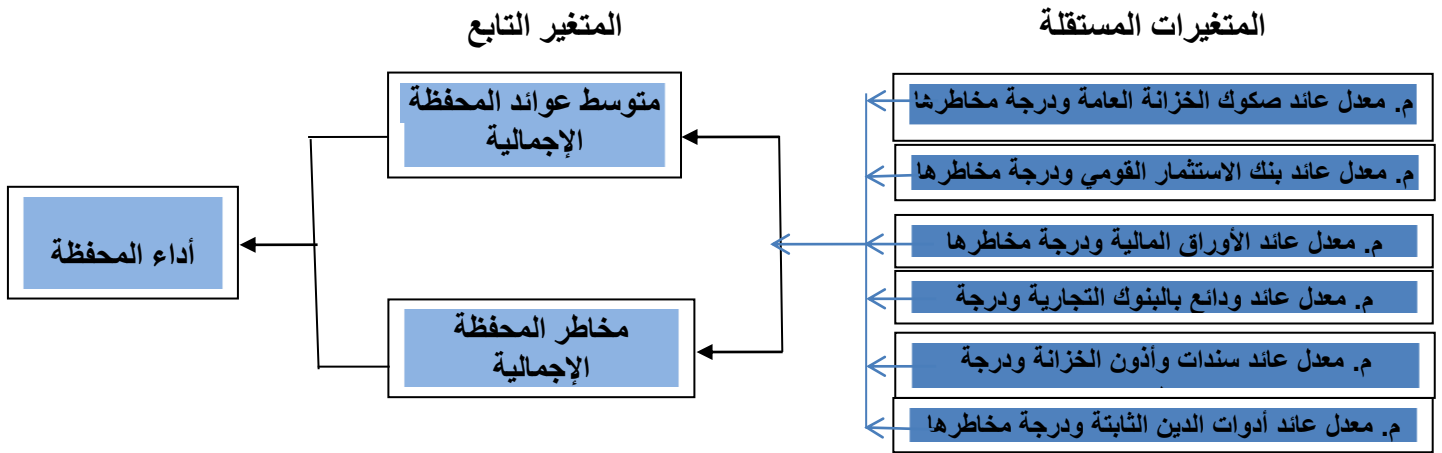 المتغيرات المستقلة
المتغير التابع
م. معدل عائد صكوك الخزانة العامة ودرجة مخاطرها
م. معدل عائد بنك الاستثمار القومي ودرجة مخاطرها
م. معدل عائد الأوراق المالية ودرجة مخاطرها
م. معدل عائد ودائع بالبنوك التجارية ودرجة
م. معدل عائد سندات وأذون الخزانة ودرجة
م. معدل عائد أدوات الدين الثابتة ودرجة مخاطرها
متوسط عوائد المحفظة
الإجمالية
مخاطر المحفظة
الإجمالية
أداء المحفظة